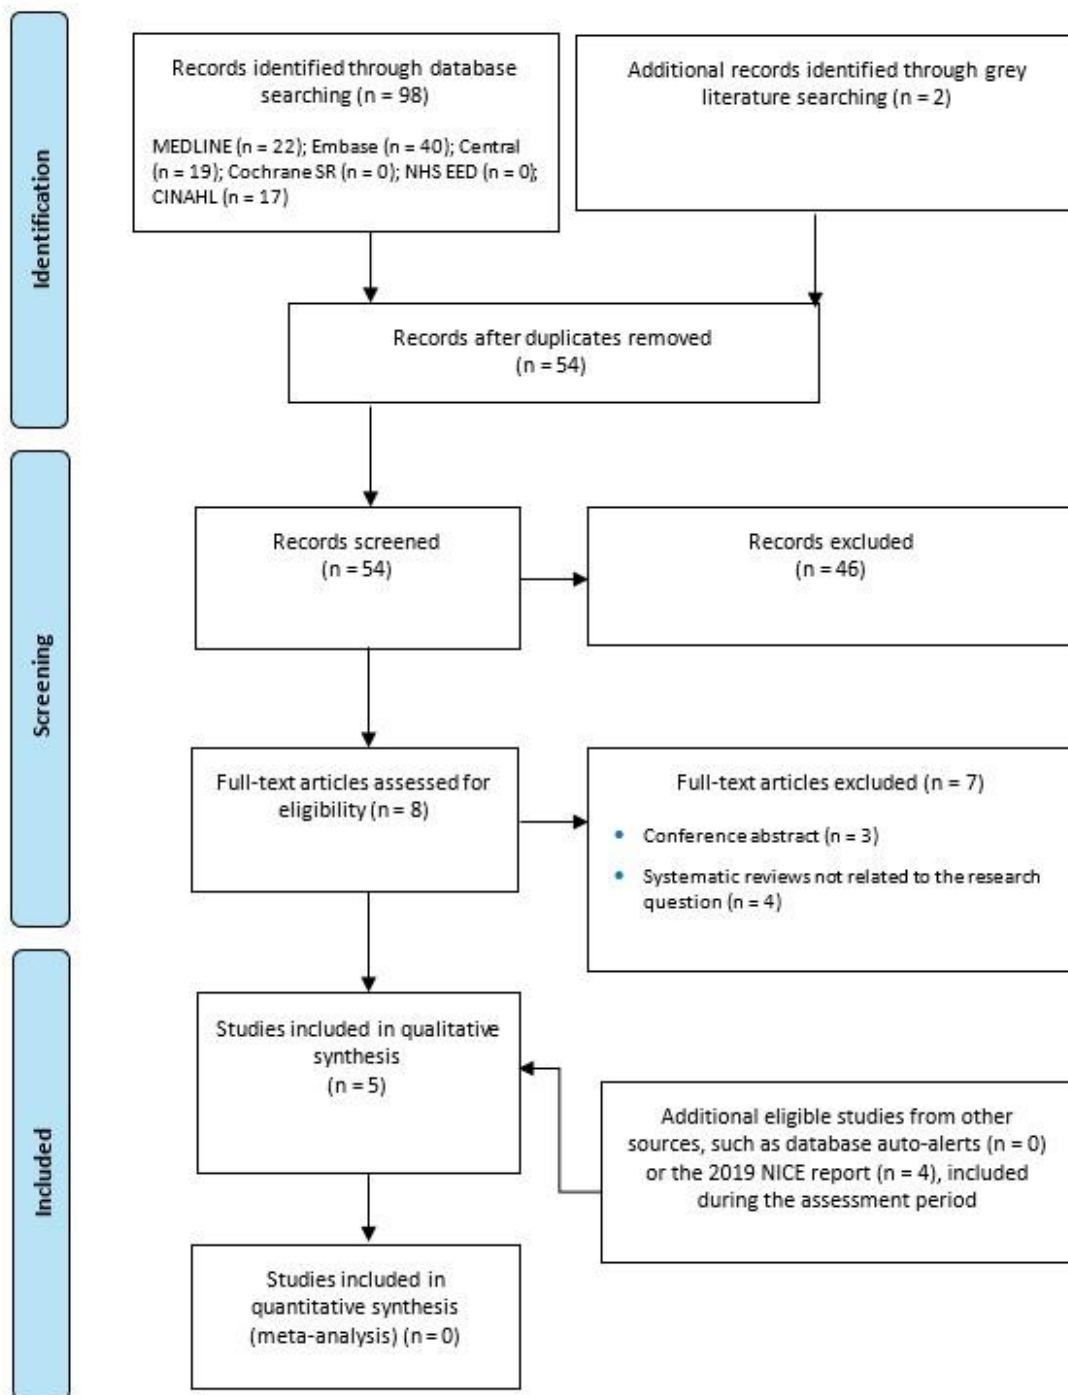 Identification
Records identified through database
searching (n = 98)
MEDLINE (n = 22); Embase (n = 40); Central
(n = 19); Cochrane SR (n = 0); NHS EED (n = 0);
CINAHL (n = 17)
Additional records identified through grey
literature searching (n = 2)
Records after duplicates removed
(n = 54)
Screening
Records screened
(n = 54)
Records excluded
(n = 46)
Full-text articles assessed for
eligibility (n = 8)
Full-text articles excluded (n = 7)
• Conference abstract (n = 3)
• Systematic reviews not related to the research
question (n = 4)
Included
Studies included in qualitative
synthesis
(n = 5)
Additional eligible studies from other
sources, such as database auto-alerts (n = 0)
or the 2019 NICE report (n = 4), included
during the assessment period
Studies included in
quantitative synthesis
(meta-analysis) (n = 0)